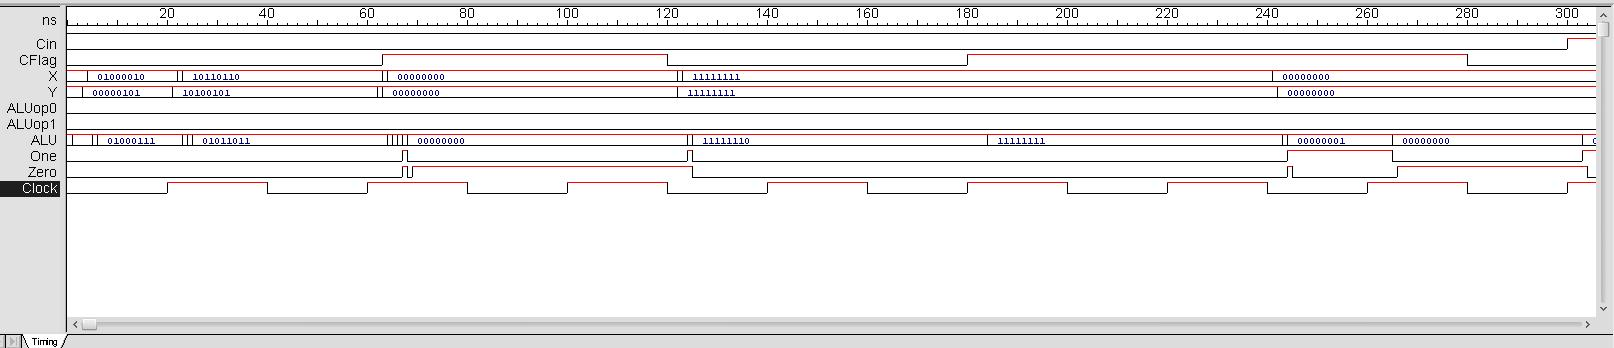 ns 20 40 60 80 100 120 140 160 180 200 220 240 260 280 300
Cin
CFlag
X 01000010 10110110 00000000 11111111 00000000
Y 00000101 10100101 00000000 11111111 00000000
ALUop0
ALUop1
ALU 01000111 01011011 00000000 11111110 11111111 00000001 00000000
One
Zero
Clock
Timing